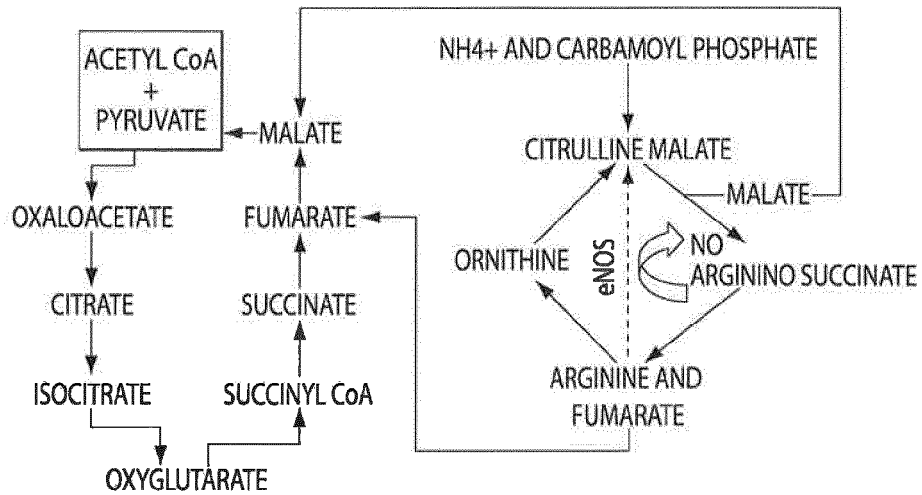 NH4+ AND CARBAMOYL PHOSPHATE
ACETYL CoA
+
PYRUVATE
MALATE
CITRULLINE MALATE
MALATE
OXALOACETATE
FUMARATE
ORNITHINE
eNOS
NO
ARGININO SUCCINATE
CITRATE
SUCCINATE
ISOCITRATE
SUCCINYL CoA
ARGININE AND
FUMARATE
OXYGLUTARATE